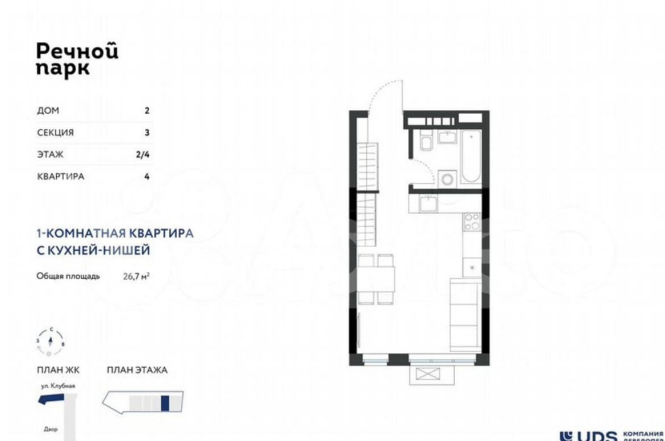 Речной
парк
ДОМ 2
СЕКЦИЯ 3
ЭТАЖ 2/4
КВАРТИРА 4
1-КОМНАТНАЯ КВАРТИРА
С КУХНЕЙ-НИШЕЙ
Общая площадь 26,7 м²
С
З В
Ю
ПЛАН ЖК ПЛАН ЭТАЖА
ул. Клубная
Двор
UDS КОМПАНИЯ
ДЕВЕЛОПЕР